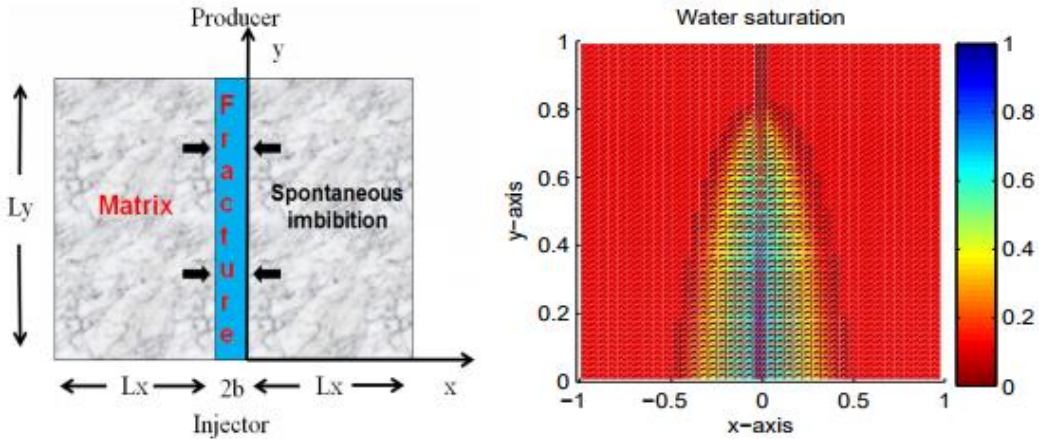 Producer
y
Fracture
Ly
Matrix
Spontaneous
imbibition
Lx
2b
Lx
x
Injector
Water saturation
1
0.8
0.6
0.4
0.2
0
y-axis
−1
−0.5
0
0.5
1
x-axis
1
0.8
0.6
0.4
0.2
0